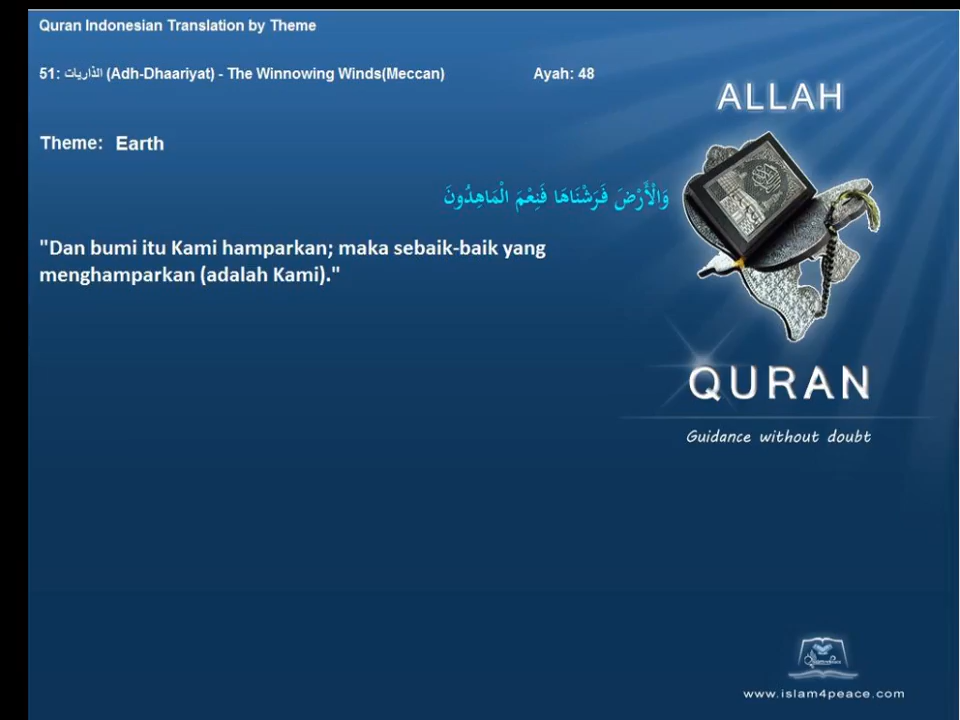 Quran Indonesian Translation by Theme
51: الذاريات (Adh-Dhaariyat) - The Winnowing Winds(Meccan) Ayah: 48
ALLAH
Theme: Earth
وَالْأَرْضَ فَرَشْنَاهَا فَنِعْمَ الْمَاهِدُونَ
"Dan bumi itu Kami hamparkan; maka sebaik-baik yang
menghamparkan (adalah Kami)."
QURAN
Guidance without doubt
www.islam4peace.com